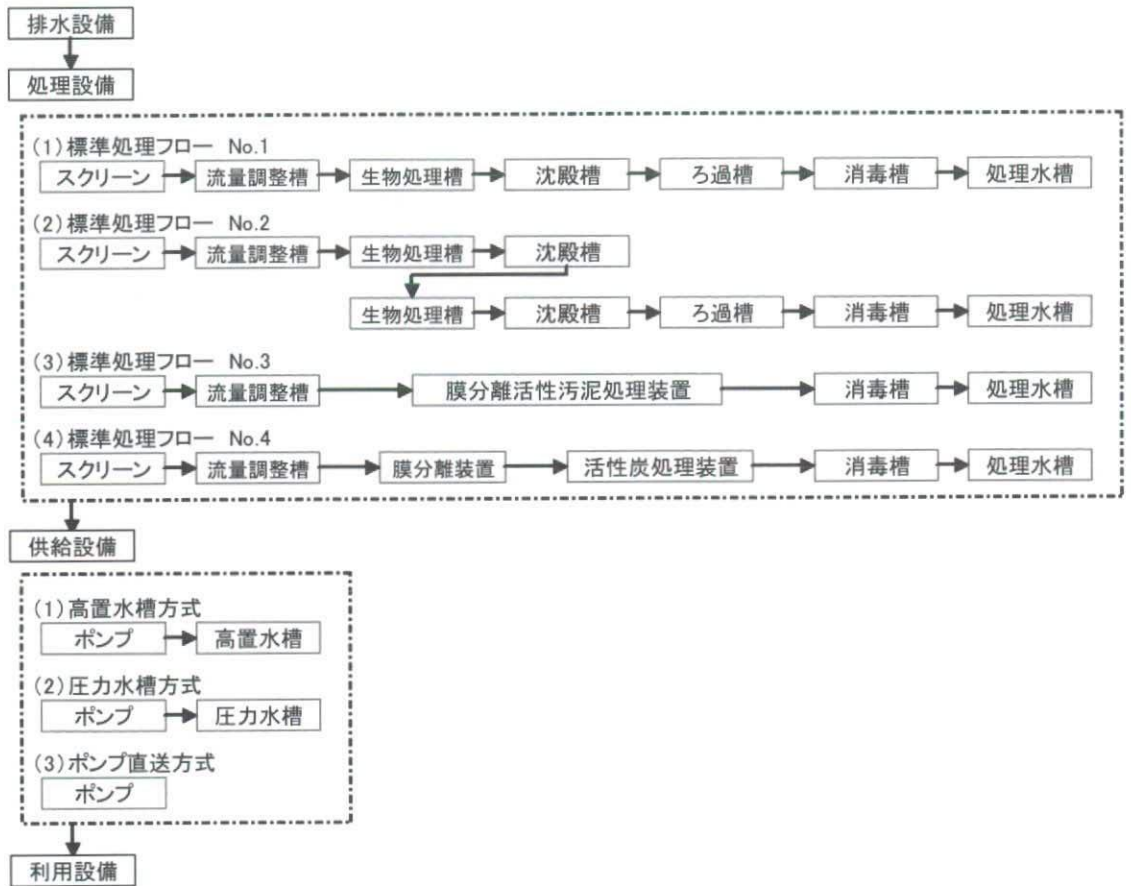 排水設備
処理設備
(1)標準処理フロー No.1
スクリーン 流量調整槽 生物処理槽 沈殿槽 ろ過槽 消毒槽 処理水槽
(2)標準処理フロー No.2
スクリーン 流量調整槽 生物処理槽 沈殿槽
生物処理槽 沈殿槽 ろ過槽 消毒槽 処理水槽
(3)標準処理フロー No.3
スクリーン 流量調整槽 膜分離活性汚泥処理装置 消毒槽 処理水槽
(4)標準処理フロー No.4
スクリーン 流量調整槽 膜分離装置 活性炭処理装置 消毒槽 処理水槽
供給設備
(1)高置水槽方式
ポンプ 高置水槽
(2)圧力水槽方式
ポンプ 圧力水槽
(3)ポンプ直送方式
ポンプ
利用設備